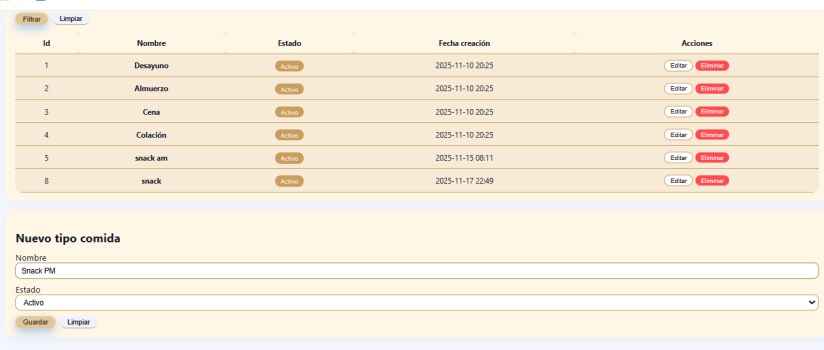 Filtrar Limpiar
Id Nombre Estado Fecha creación Acciones
1 Desayuno Activo 2025-11-10 20:25 Editar Eliminar
2 Almuerzo Activo 2025-11-10 20:25 Editar Eliminar
3 Cena Activo 2025-11-10 20:25 Editar Eliminar
4 Colación Activo 2025-11-10 20:25 Editar Eliminar
5 snack am Activo 2025-11-15 08:11 Editar Eliminar
8 snack Activo 2025-11-17 22:49 Editar Eliminar
Nuevo tipo comida
Nombre
Snack PM
Estado
Activo
Guardar Limpiar